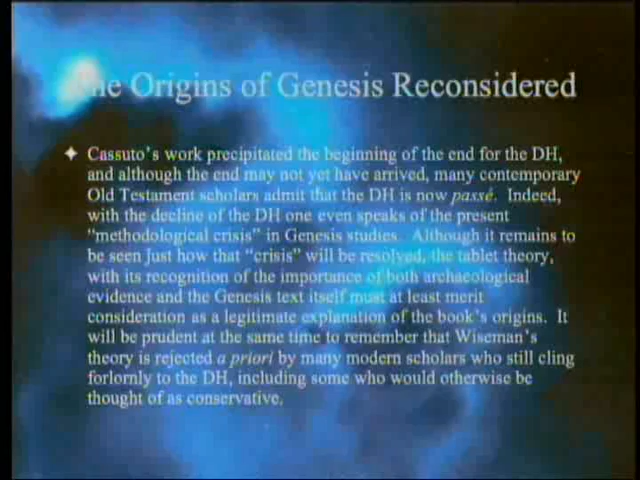 The Origins of Genesis Reconsidered
Cassuto's work precipitated the beginning of the end for the DH,
and although the end may not yet have arrived, many contemporary
Old Testament scholars admit that the DH is now passé. Indeed,
with the decline of the DH one even speaks of the present
"methodological crisis" in Genesis studies. Although it remains to
be seen just how that "crisis" will be resolved, the tablet theory,
with its recognition of the importance of both archaeological
evidence and the Genesis text itself must at least merit
consideration as a legitimate explanation of the book's origins. It
will be prudent at the same time to remember that Wiseman's
theory is rejected a priori by many modern scholars who still cling
forlornly to the DH, including some who would otherwise be
thought of as conservative.